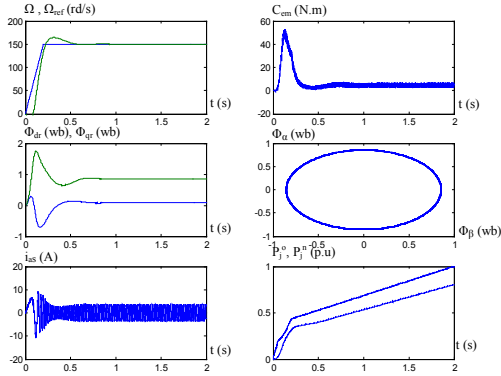 Ω , Ω_ref (rd/s)
200
150
100
50
0
0 0.5 1 1.5 2
t (s)
C_em (N.m)
60
40
20
0
-20
0 0.5 1 1.5 2
t (s)
Φ_dr (wb), Φ_qr (wb)
2
1
0
-1
0 0.5 1 1.5 2
t (s)
Φ_α (wb)
1
0.5
0
-0.5
-1
-1 -0.5 0 0.5 1
Φ_β (wb)
i_as (A)
20
10
0
-10
-20
0 0.5 1 1.5 2
t (s)
P_j^o, P_j^n (p.u)
1
0.5
0
0 0.5 1 1.5 2
t (s)